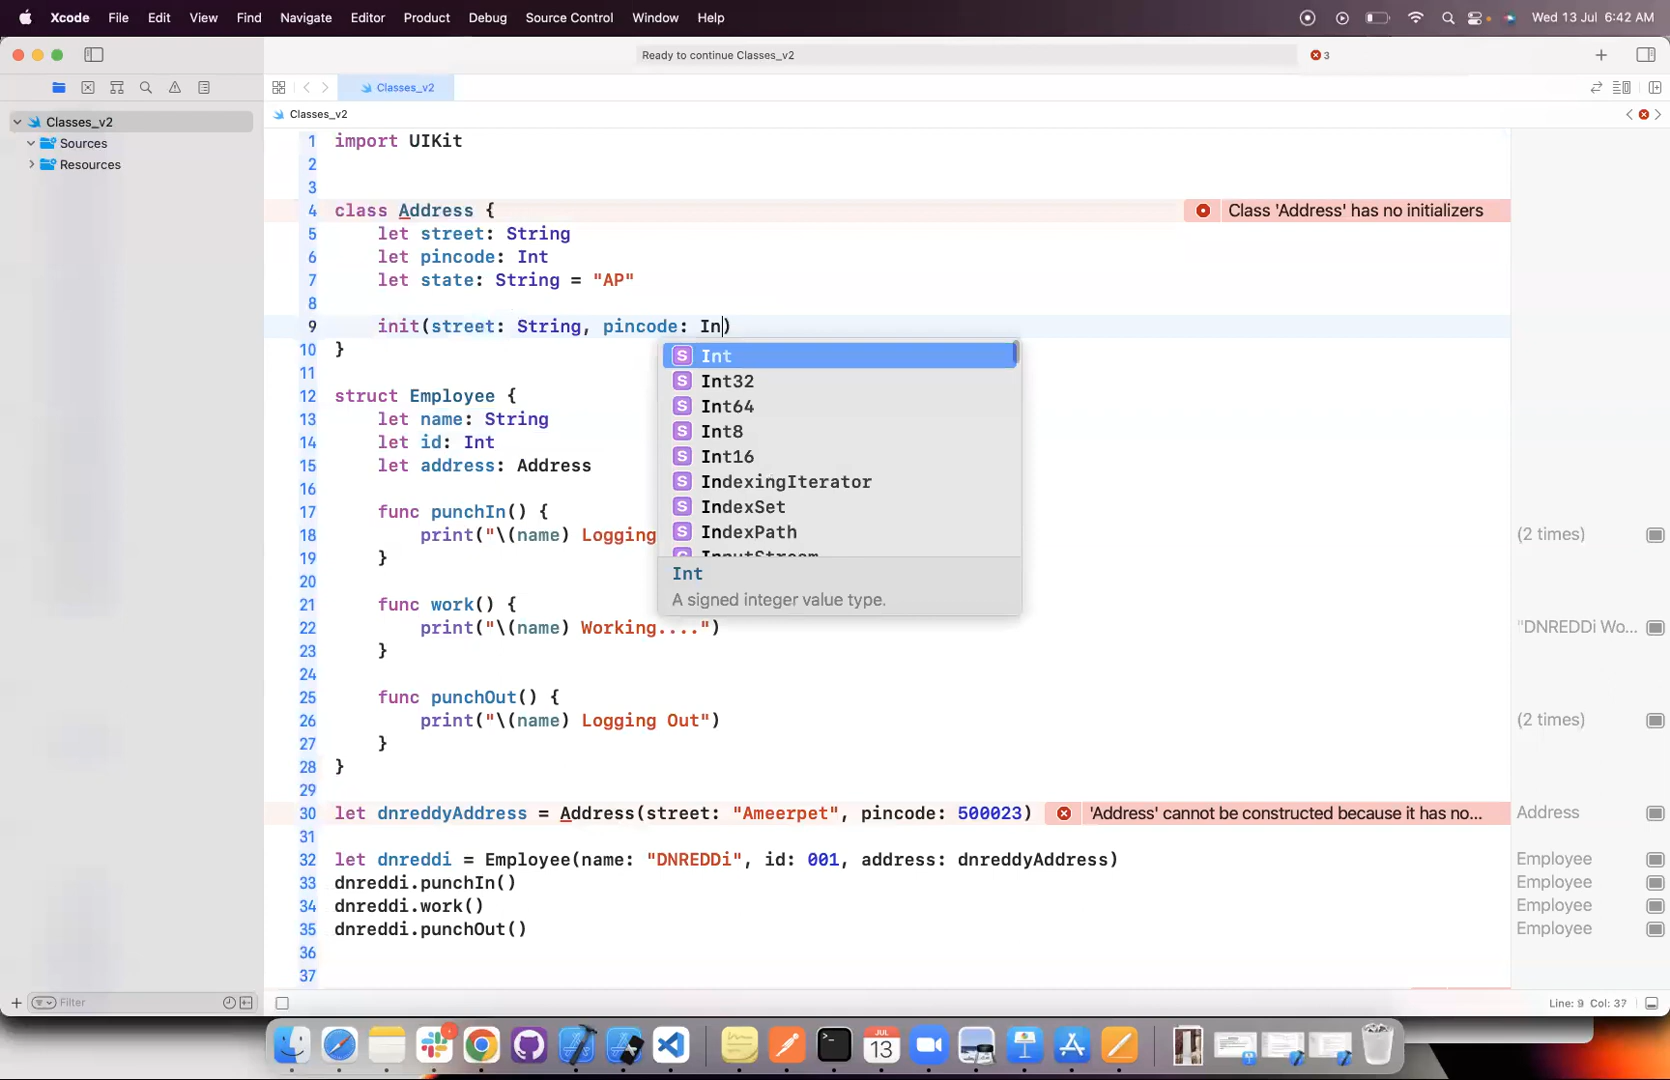 Xcode File Edit View Find Navigate Editor Product Debug Source Control Window Help Wed 13 Jul 6:42 AM
Ready to continue Classes_v2 3
Classes_v2
Classes_v2
Classes_v2
Sources
Resources
1 import UIKit
2
3
4 class Address { Class 'Address' has no initializers
5 let street: String
6 let pincode: Int
7 let state: String = "AP"
8
9 init(street: String, pincode: In)
10 }
Int
Int32
Int64
Int8
Int16
IndexingIterator
IndexSet
IndexPath
InputStream
Int
A signed integer value type.
11
12 struct Employee {
13 let name: String
14 let id: Int
15 let address: Address
16
17 func punchIn() {
18 print("\(name) Logging (2 times)
19 }
20
21 func work() {
22 print("\(name) Working....") "DNREDDi Wo...
23 }
24
25 func punchOut() {
26 print("\(name) Logging Out") (2 times)
27 }
28 }
29
30 let dnreddyAddress = Address(street: "Ameerpet", pincode: 500023) 'Address' cannot be constructed because it has no... Address
31
32 let dnreddi = Employee(name: "DNREDDi", id: 001, address: dnreddyAddress) Employee
33 dnreddi.punchIn() Employee
34 dnreddi.work() Employee
35 dnreddi.punchOut() Employee
36
37
Filter Line: 9 Col: 37
JUL
13